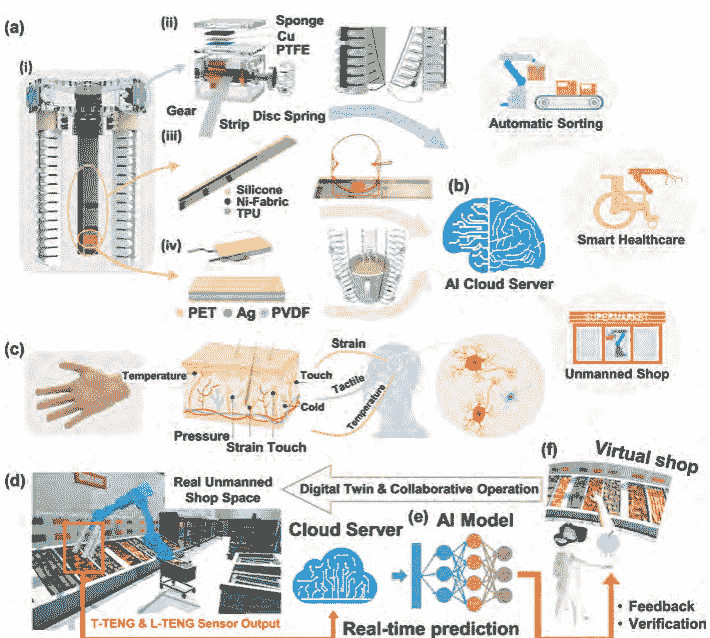 (a)
(i)
(ii)
Sponge
Cu
PTFE
Gear
Strip
Disc Spring
(iii)
Silicone
Ni-Fabric
TPU
(iv)
PET Ag PVDF
(b)
AI Cloud Server
Automatic Sorting
Smart Healthcare
SUPERMARKET
Unmanned Shop
(c)
Temperature
Touch
Cold
Pressure
Strain Touch
Strain
Tactile
Temperature
(d)
Real Unmanned
Shop Space
Digital Twin & Collaborative Operation
(f)
Virtual shop
Cloud Server
(e)
AI Model
T-TENG & L-TENG Sensor Output
Real-time prediction
• Feedback
• Verification